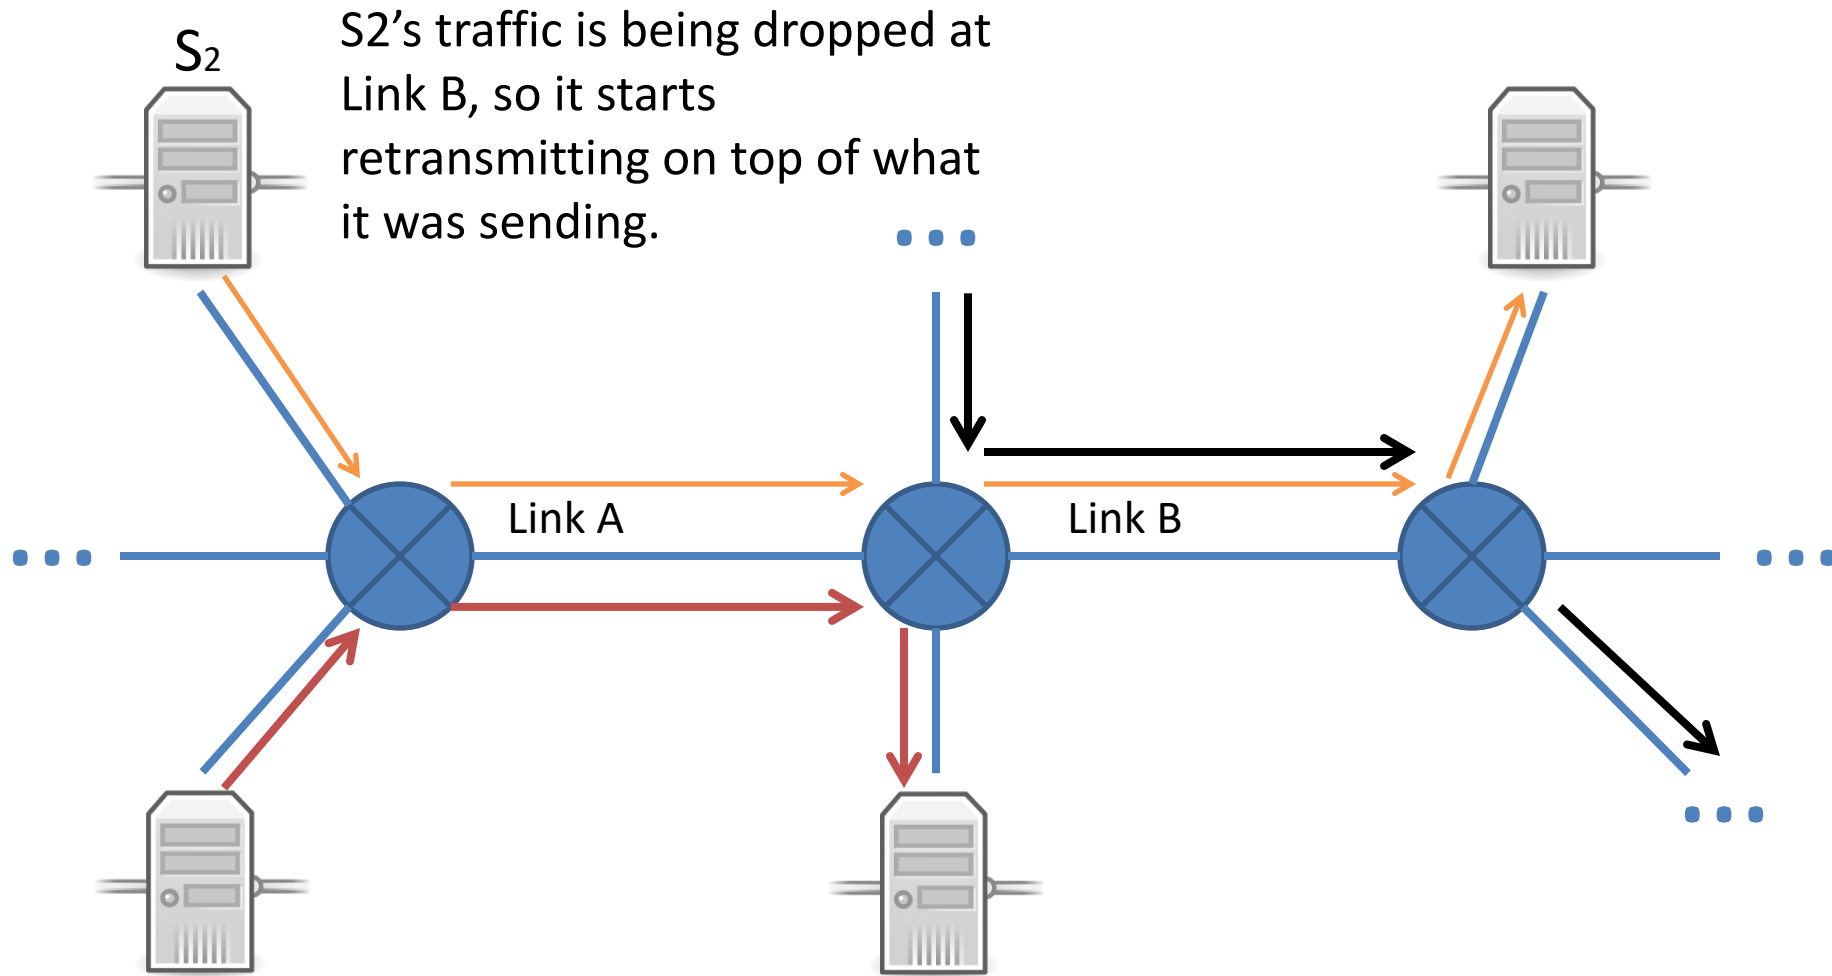 S2
S2’s traffic is being dropped at
Link B, so it starts
retransmitting on top of what
it was sending.
Link A
Link B